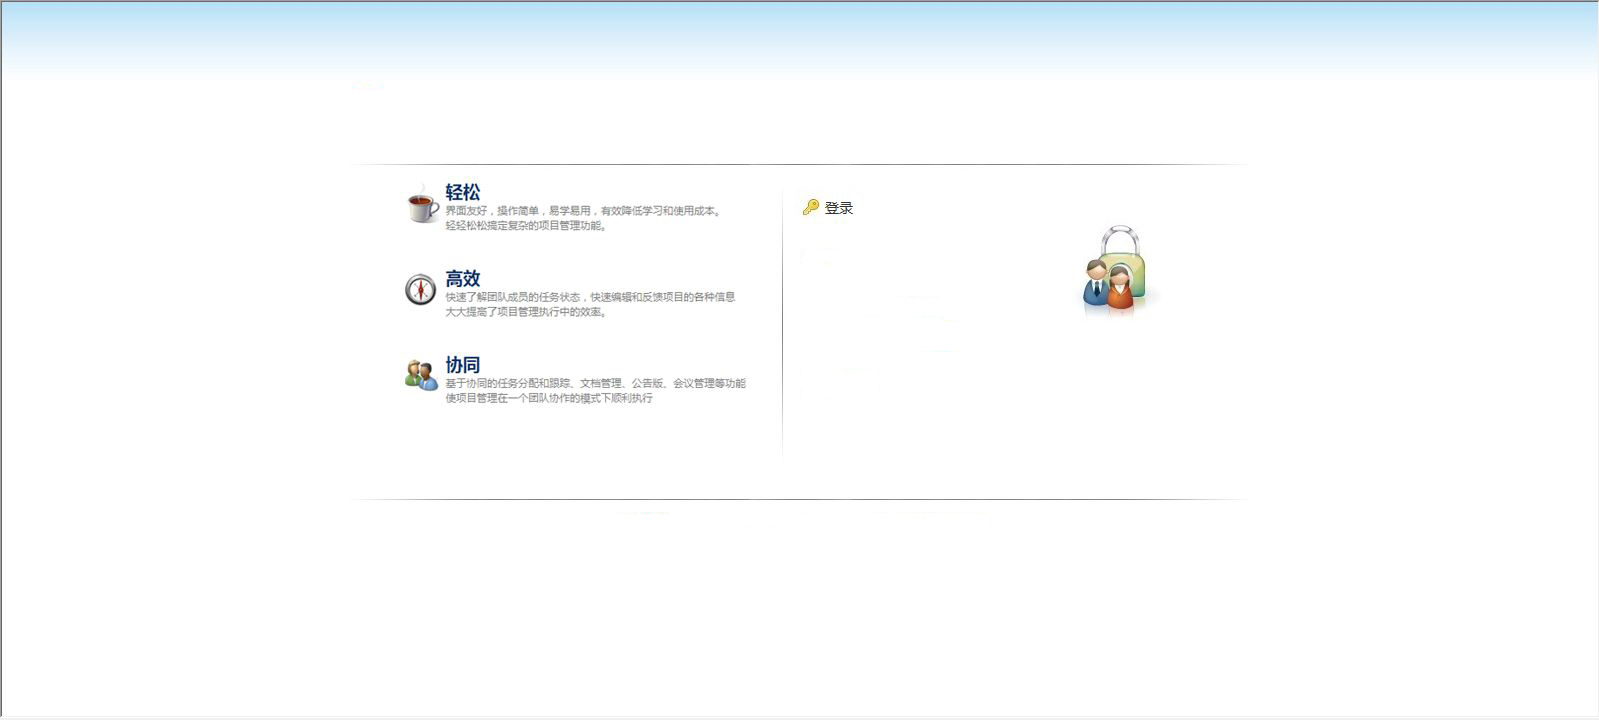 轻松
界面友好，操作简单，易学易用，有效降低学习和使用成本。
轻轻松松搞定复杂的项目管理功能。
高效
快速了解团队成员的任务状态，快速编辑和反馈项目的各种信息
大大提高了项目管理执行中的效率。
协同
基于协同的任务分配和跟踪、文档管理、公告版、会议管理等功能
使项目管理在一个团队协作的模式下顺利执行
登录